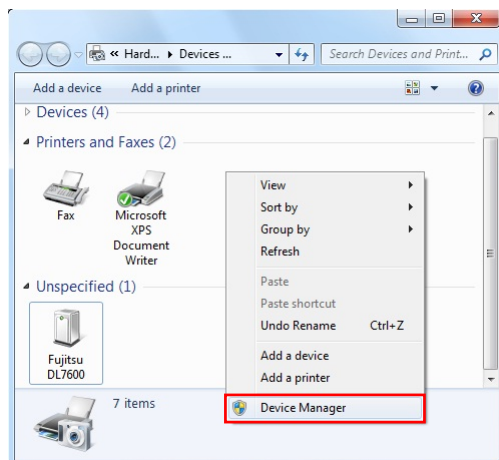 « Hard... ▸ Devices ...
Search Devices and Print...
Add a device
Add a printer
Devices (4)
Printers and Faxes (2)
Fax
Microsoft
XPS
Document
Writer
Unspecified (1)
Fujitsu
DL7600
7 items
View
Sort by
Group by
Refresh
Paste
Paste shortcut
Undo Rename Ctrl+Z
Add a device
Add a printer
Device Manager